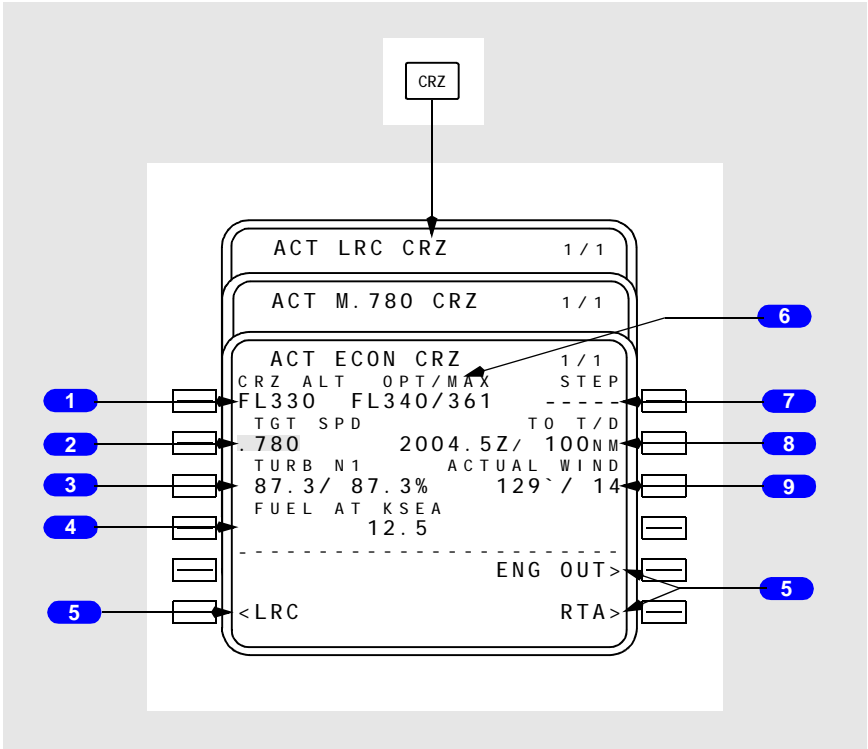 CRZ
ACT LRC CRZ 1/1
ACT M.780 CRZ 1/1
6
ACT ECON CRZ 1/1
CRZ ALT OPT/MAX STEP
1 FL330 FL340/361 ----- 7
TGT SPD TO T/D
2 .780 2004.5Z/ 100NM 8
TURB N1 ACTUAL WIND
3 87.3/ 87.3% 129`/ 14 9
FUEL AT KSEA
4 12.5
------------------------
ENG OUT>
5 <LRC RTA> 5